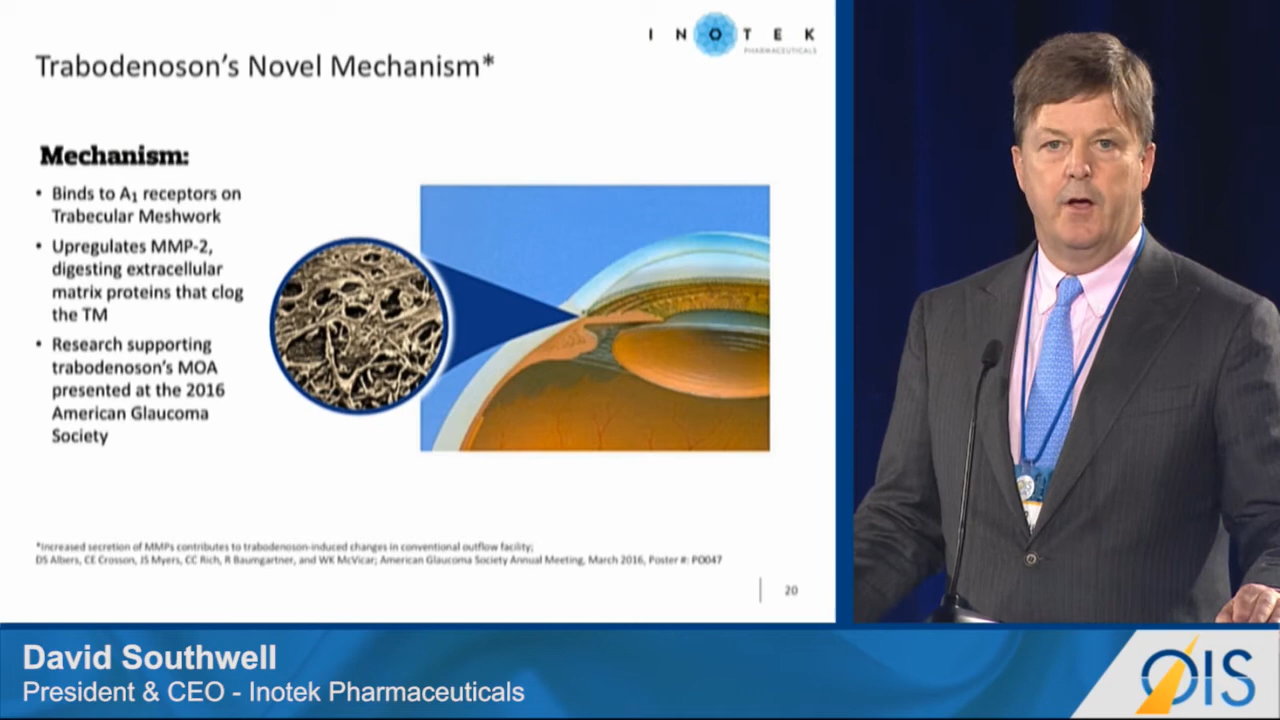 INOTEK
PHARMACEUTICALS
Trabodenoson's Novel Mechanism*
Mechanism:
• Binds to A1 receptors on
Trabecular Meshwork
• Upregulates MMP-2,
digesting extracellular
matrix proteins that clog
the TM
• Research supporting
trabodenoson's MOA
presented at the 2016
American Glaucoma
Society
*Increased secretion of MMPs contributes to trabodenoson-induced changes in conventional outflow facility;
DS Albers, CE Crosson, JS Myers, CC Rich, R Baumgartner, and WK McVicar; American Glaucoma Society Annual Meeting, March 2016, Poster #: PO047
20
David Southwell
President & CEO - Inotek Pharmaceuticals
OIS